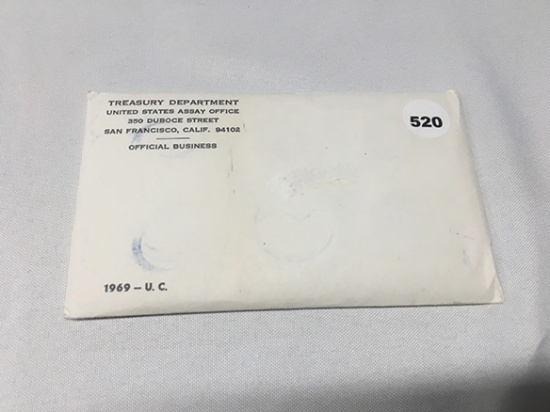 TREASURY DEPARTMENT
UNITED STATES ASSAY OFFICE
350 DUBOCE STREET
SAN FRANCISCO, CALIF. 94102
OFFICIAL BUSINESS
520
1969 – U. C.